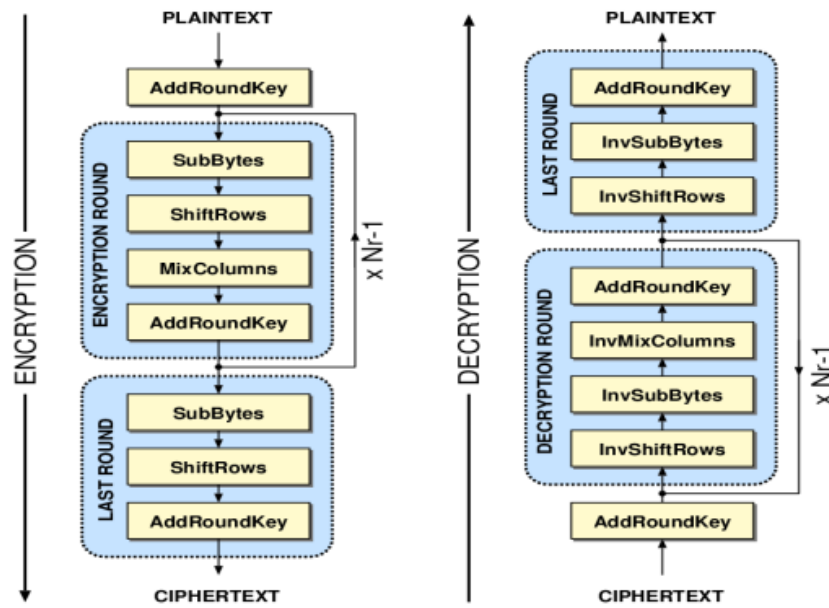 PLAINTEXT
AddRoundKey
ENCRYPTION ROUND
SubBytes
ShiftRows
MixColumns
AddRoundKey
x Nr-1
ENCRYPTION
LAST ROUND
SubBytes
ShiftRows
AddRoundKey
CIPHERTEXT
PLAINTEXT
LAST ROUND
AddRoundKey
InvSubBytes
InvShiftRows
DECRYPTION
DECRYPTION ROUND
AddRoundKey
InvMixColumns
InvSubBytes
InvShiftRows
x Nr-1
AddRoundKey
CIPHERTEXT